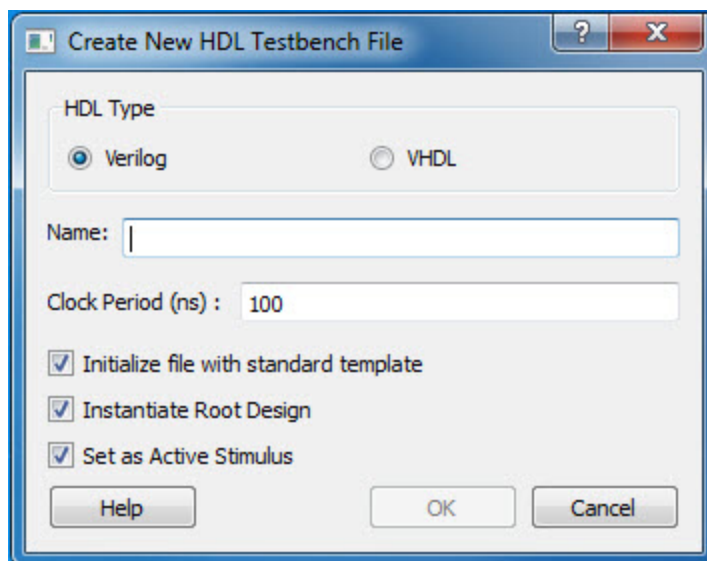 Create New HDL Testbench File
HDL Type
Verilog VHDL
Name:
Clock Period (ns) : 100
Initialize file with standard template
Instantiate Root Design
Set as Active Stimulus
Help OK Cancel